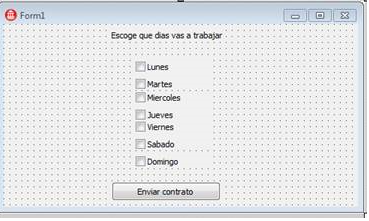 Form1
Escoge que dias vas a trabajar
Lunes
Martes
Miercoles
Jueves
Viernes
Sabado
Domingo
Enviar contrato